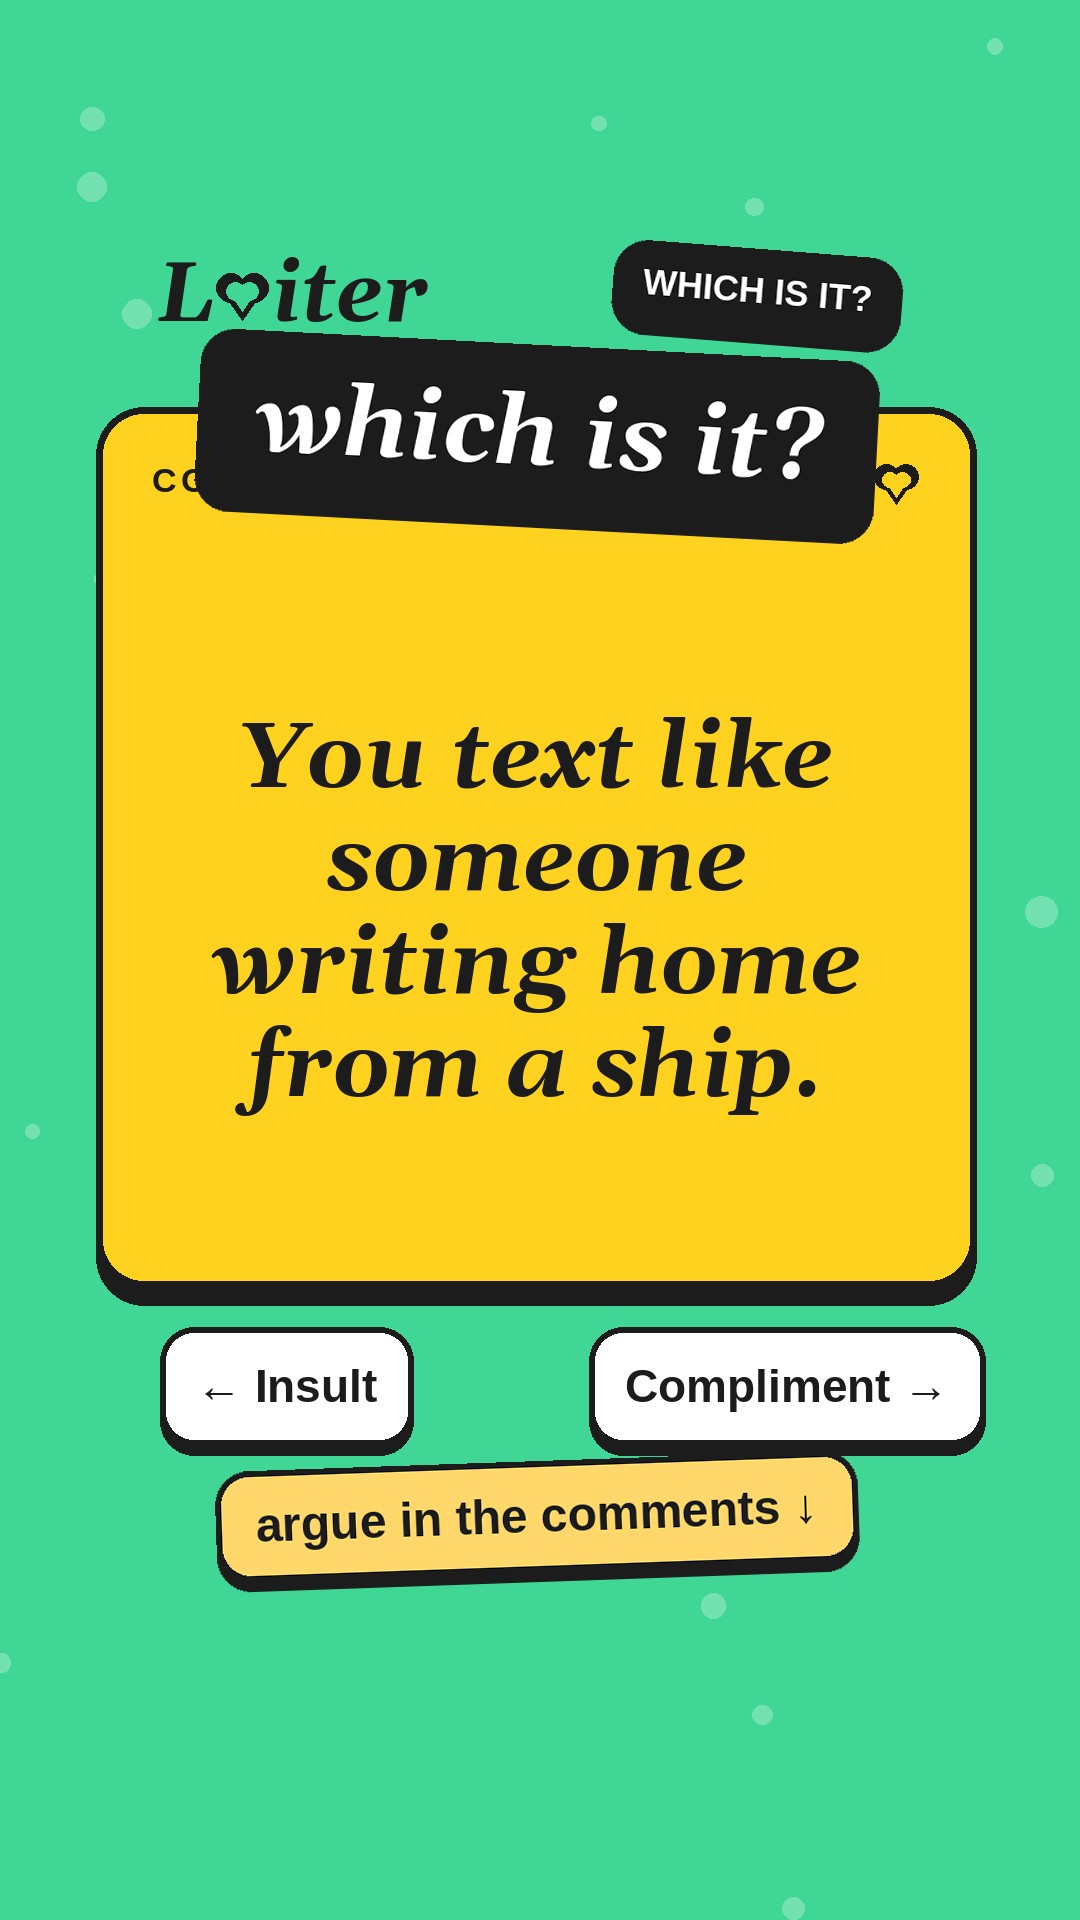 Loiter
WHICH IS IT?
which is it?
You text like
someone
writing home
from a ship.
← Insult
Compliment →
argue in the comments ↓